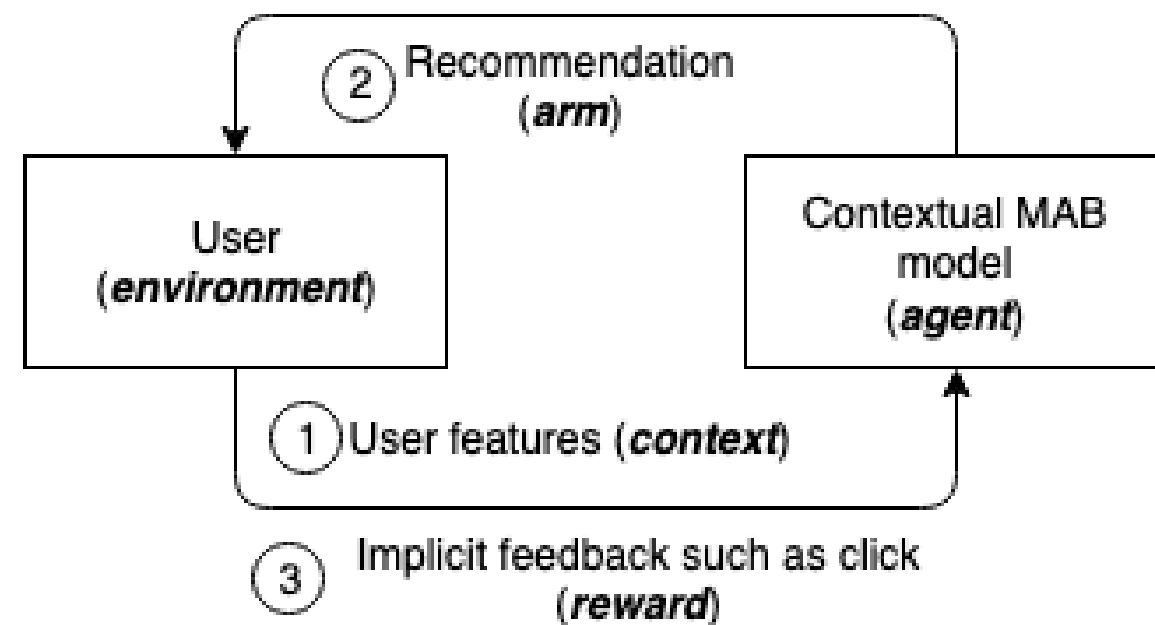 2 Recommendation
(arm)
User
(environment)
Contextual MAB
model
(agent)
1 User features (context)
3 Implicit feedback such as click
(reward)